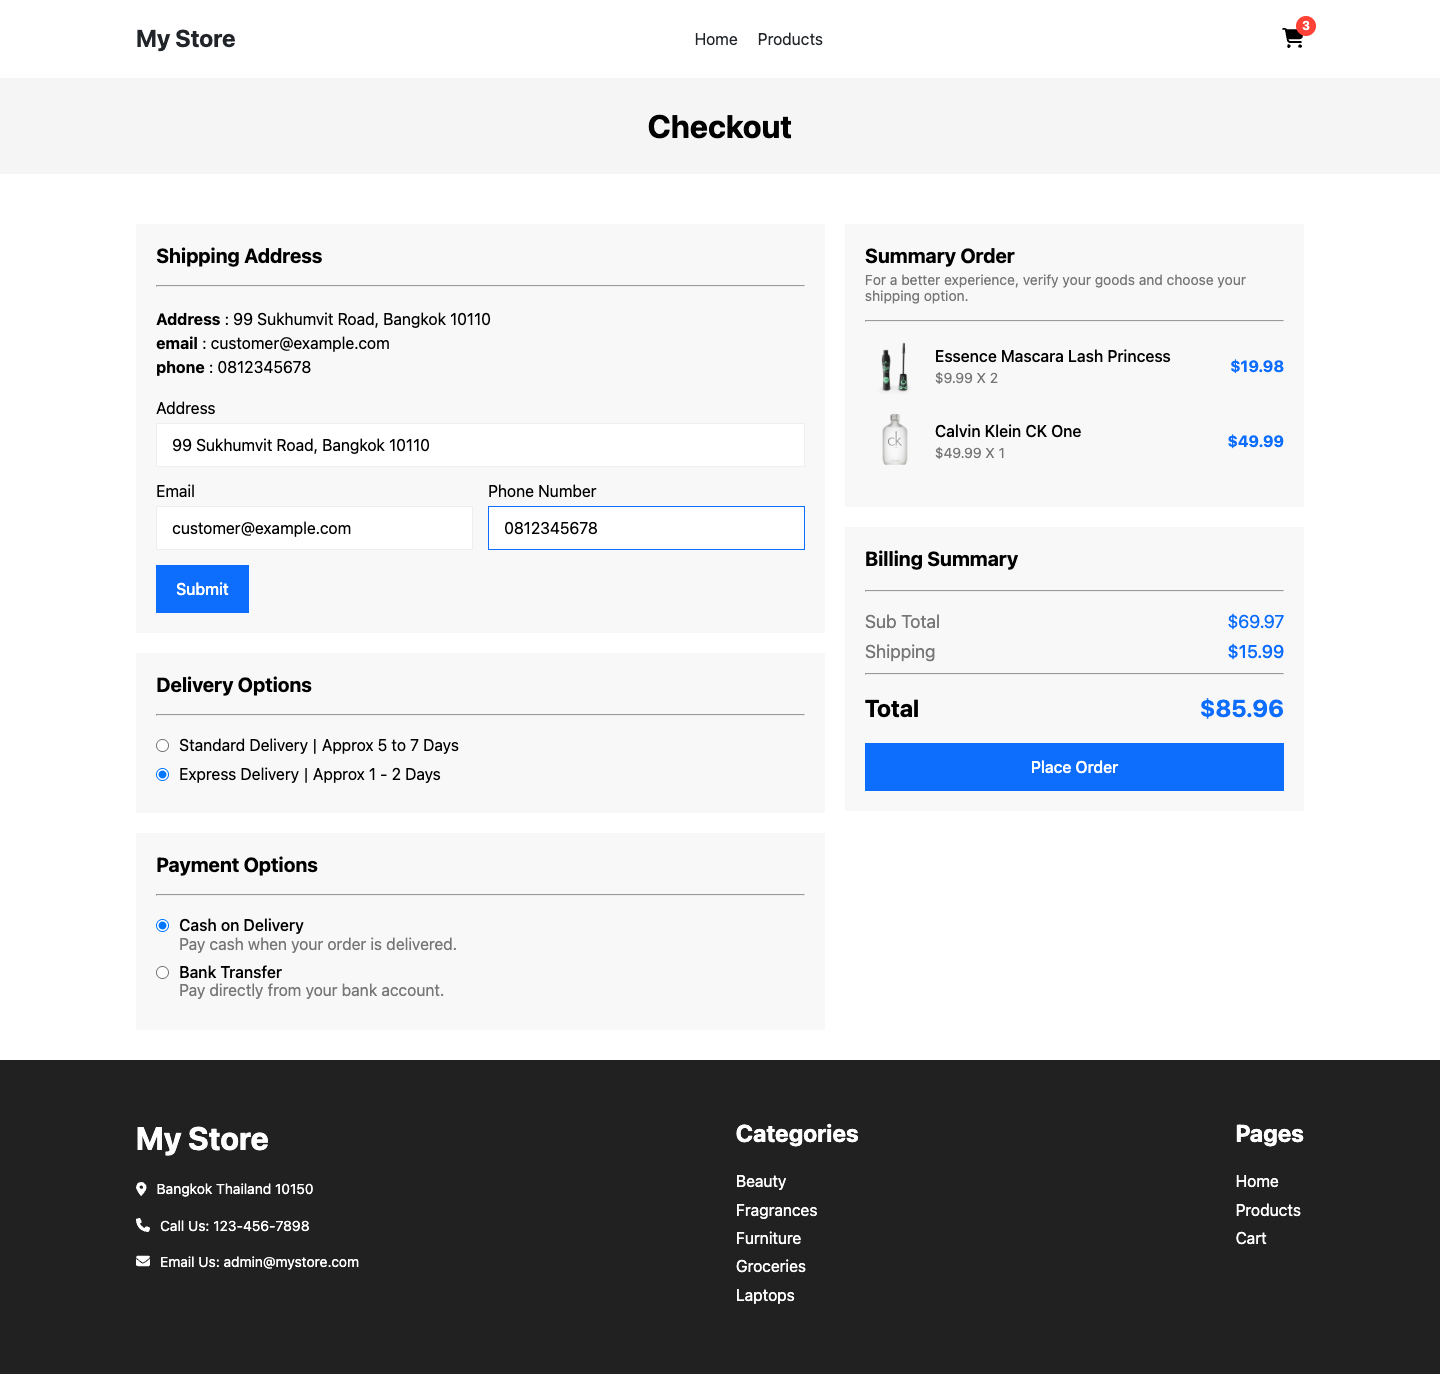 My Store
Home
Products
3
Checkout
Shipping Address
Address : 99 Sukhumvit Road, Bangkok 10110
email : customer@example.com
phone : 0812345678
Address
99 Sukhumvit Road, Bangkok 10110
Email
Phone Number
customer@example.com
0812345678
Submit
Delivery Options
Standard Delivery | Approx 5 to 7 Days
Express Delivery | Approx 1 - 2 Days
Payment Options
Cash on Delivery
Pay cash when your order is delivered.
Bank Transfer
Pay directly from your bank account.
Summary Order
For a better experience, verify your goods and choose your
shipping option.
Essence Mascara Lash Princess
$9.99 X 2
$19.98
ck
Calvin Klein CK One
$49.99 X 1
$49.99
Billing Summary
Sub Total
$69.97
Shipping
$15.99
Total
$85.96
Place Order
My Store
Bangkok Thailand 10150
Call Us: 123-456-7898
Email Us: admin@mystore.com
Categories
Beauty
Fragrances
Furniture
Groceries
Laptops
Pages
Home
Products
Cart